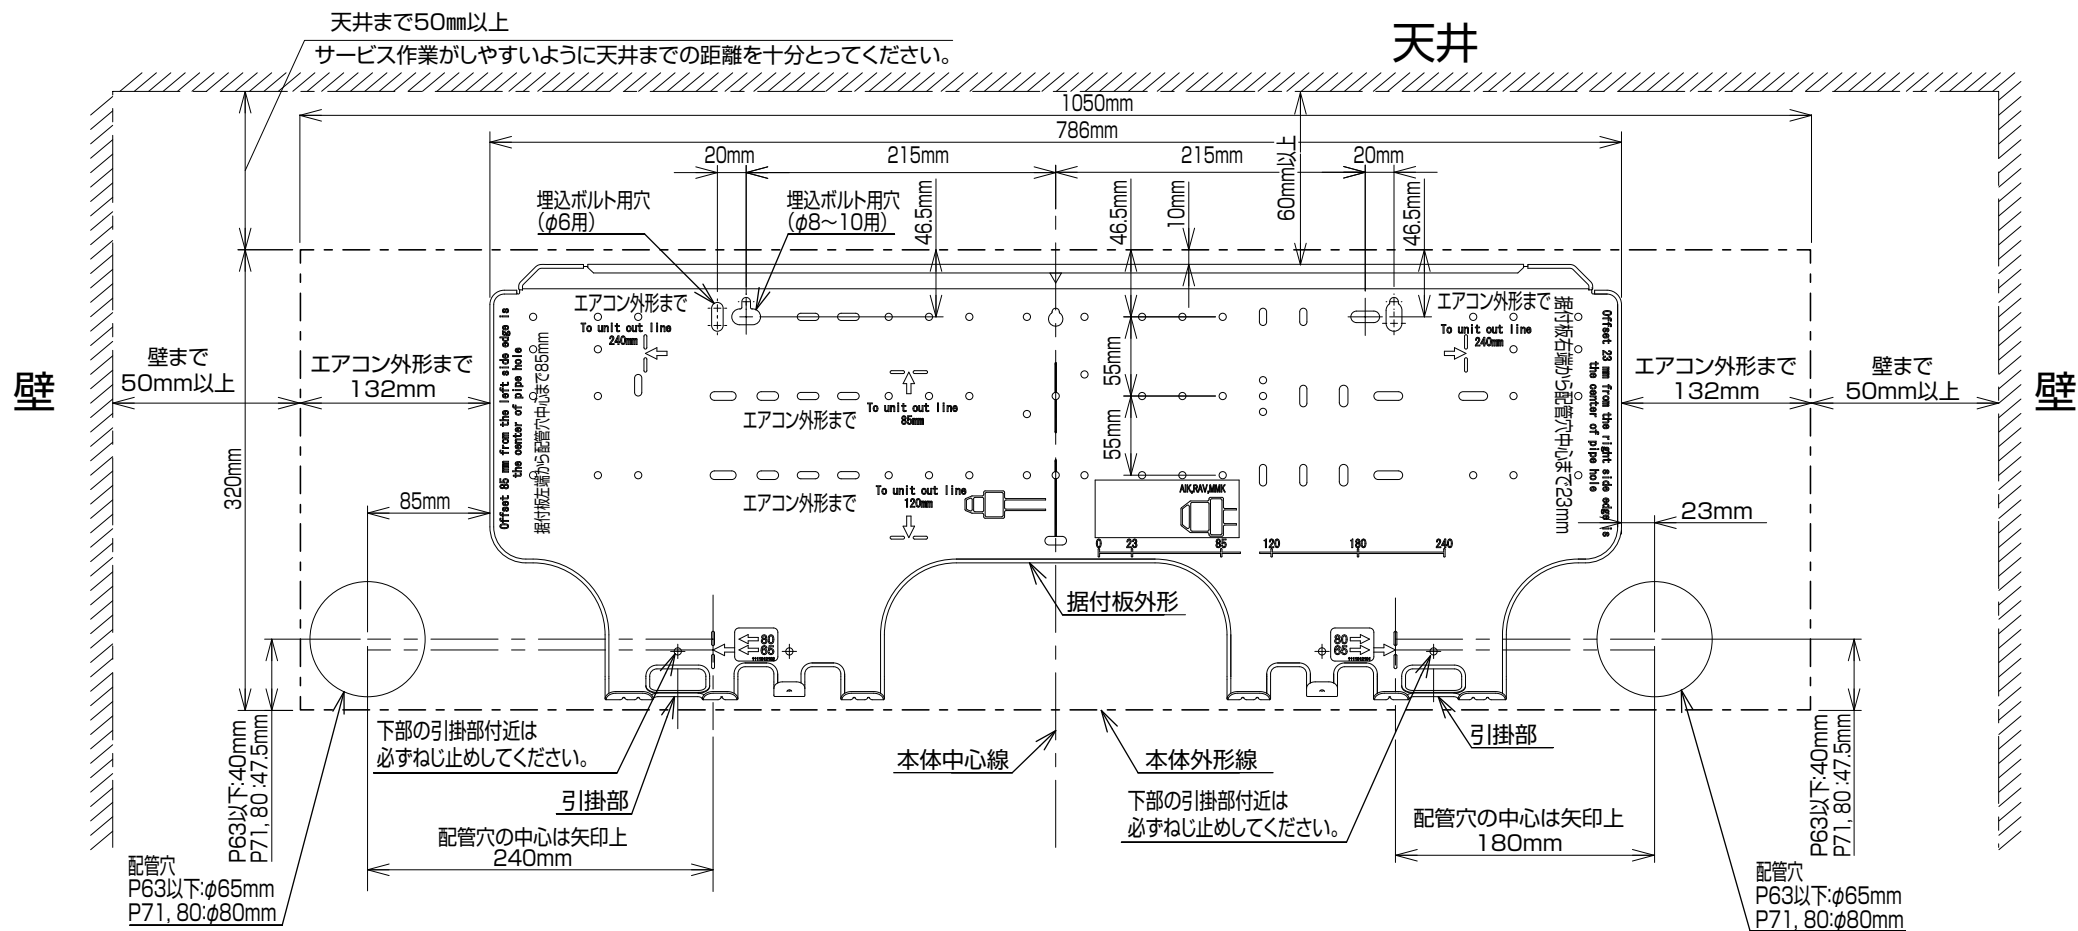 天井まで50㎜以上
サービス作業がしやすいように天井までの距離を十分とってください。
天井
1050mm
786mm
20mm
215mm
215mm
20mm
60mm以上
埋込ボルト用穴
(φ6用)
埋込ボルト用穴
(φ8～10用)
46.5mm
46.5mm
10mm
46.5mm
エアコン外形まで
To unit out line
240mm
エアコン外形まで
To unit out line
240mm
壁
壁まで
50mm以上
エアコン外形まで
132mm
Offset 85 mm from the left side edge is
the center of pipe hole
据付板左端から配管穴中心まで85mm
To unit out line
85mm
エアコン外形まで
55mm
55mm
据付板右端から配管穴中心まで23mm
Offset 23 mm from the right side edge is
the center of pipe hole
エアコン外形まで
132mm
壁まで
50mm以上
壁
320mm
85mm
エアコン外形まで
To unit out line
120mm
AIK,RAV,MMK
0 23 85 120 180 240
23mm
据付板外形
80
65
80
65
下部の引掛部付近は
必ずねじ止めしてください。
引掛部
本体中心線
本体外形線
引掛部
下部の引掛部付近は
必ずねじ止めしてください。
P63以下:40mm
P71, 80:47.5mm
P63以下:40mm
P71, 80:47.5mm
配管穴の中心は矢印上
240mm
配管穴の中心は矢印上
180mm
配管穴
P63以下:φ65mm
P71, 80:φ80mm
配管穴
P63以下:φ65mm
P71, 80:φ80mm